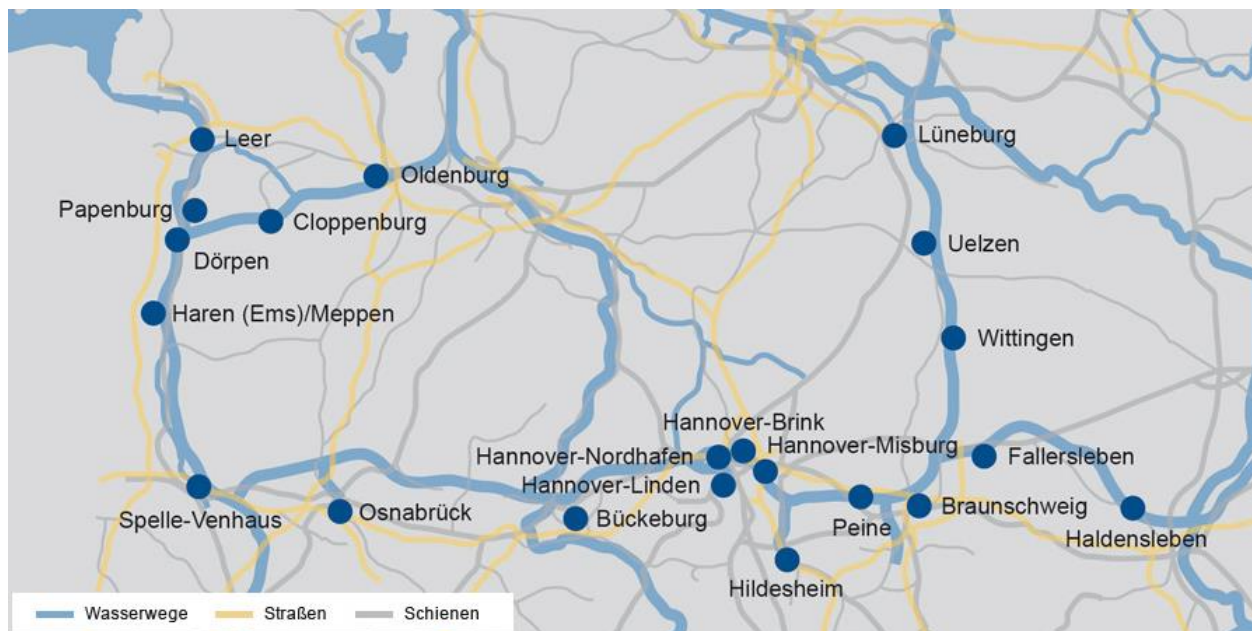 Leer
Lüneburg
Oldenburg
Papenburg
Cloppenburg
Dörpen
Uelzen
Haren (Ems)/Meppen
Wittingen
Hannover-Brink
Hannover-Misburg
Hannover-Nordhafen
Fallersleben
Hannover-Linden
Spelle-Venhaus
Osnabrück
Bückeburg
Peine
Braunschweig
Haldensleben
Hildesheim
Wasserwege
Straßen
Schienen